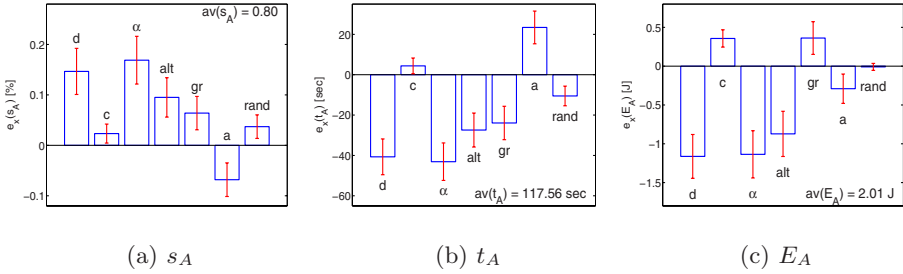 av(s_A) = 0.80
e_x(s_A) [%]
0.2
0.1
0
−0.1
d
c
α
alt
gr
a
rand
(a) s_A
e_x(t_A) [sec]
20
0
−20
−40
−60
d
c
α
alt
gr
a
rand
av(t_A) = 117.56 sec
(b) t_A
e_x(E_A) [J]
0.5
0
−0.5
−1
−1.5
d
c
α
alt
gr
a
rand
av(E_A) = 2.01 J
(c) E_A